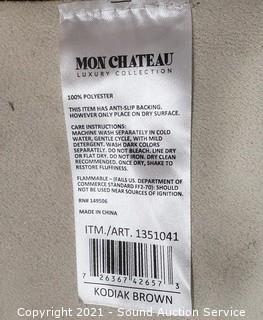 MON CHATEAU
LUXURY COLLECTION
100% POLYESTER
THIS ITEM HAS ANTI-SLIP BACKING.
HOWEVER ONLY PLACE ON DRY SURFACE.
CARE INSTRUCTIONS:
MACHINE WASH SEPARATELY IN COLD
WATER, GENTLE CYCLE, WITH MILD
DETERGENT. WASH DARK COLORS
SEPARATELY. DO NOT BLEACH. LINE DRY
OR FLAT DRY. DO NOT IRON. DRY CLEAN
RECOMMENDED. ONCE DRY, SHAKE TO
RESTORE FLUFFINESS.
FLAMMABLE – (FAILS U.S. DEPARTMENT OF
COMMERCE STANDARD FF2-70): SHOULD
NOT BE USED NEAR SOURCES OF IGNITION.
RN# 149506
MADE IN CHINA
ITM./ART. 1351041
7 26367 42657 3
KODIAK BROWN
Copyright 2021 - Sound Auction Service